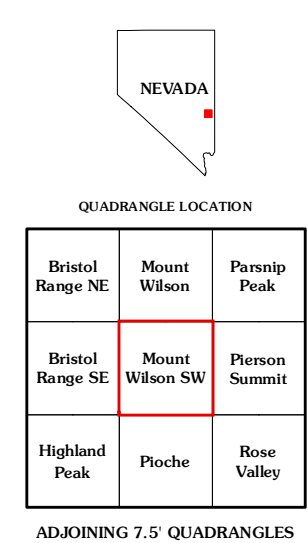 NEVADA
QUADRANGLE LOCATION
Bristol
Range NE
Mount
Wilson
Parsnip
Peak
Bristol
Range SE
Mount
Wilson SW
Pierson
Summit
Highland
Peak
Pioche
Rose
Valley
ADJOINING 7.5' QUADRANGLES